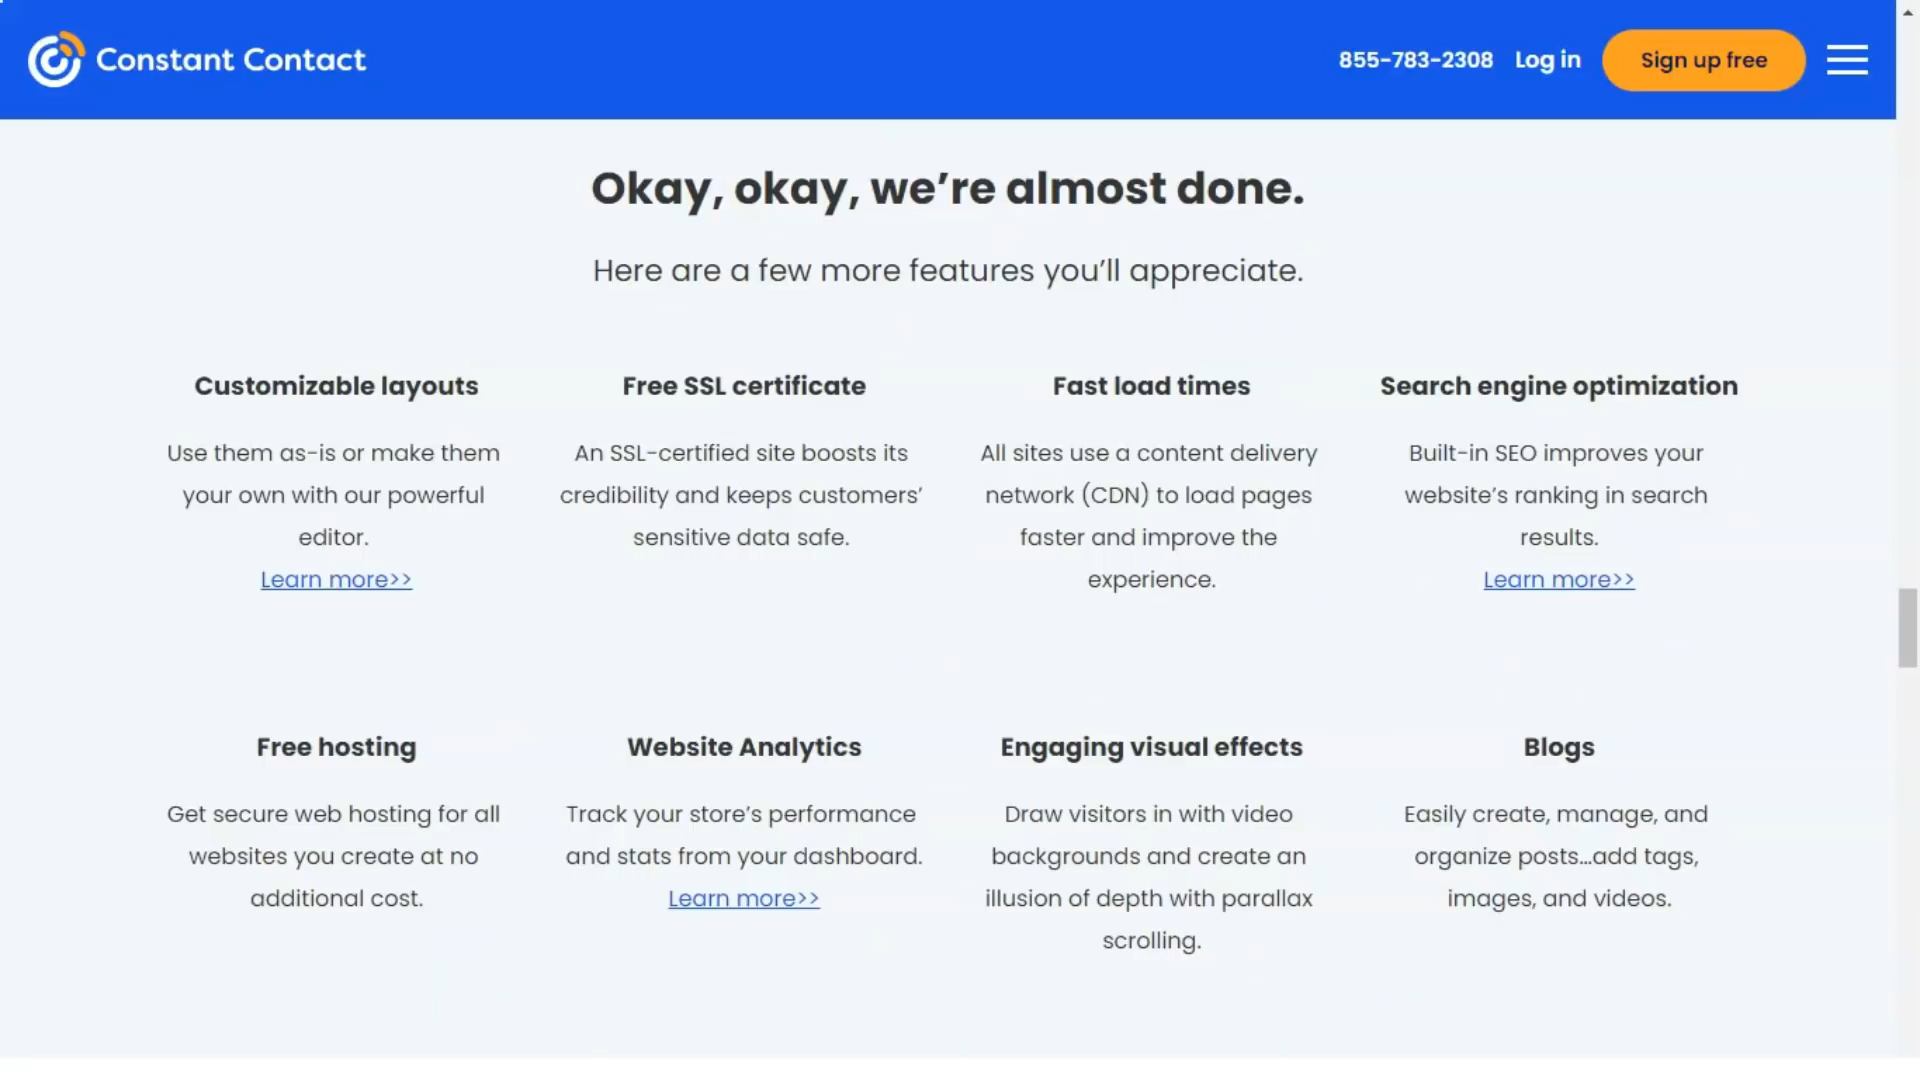 Constant Contact
855-783-2308 Log in Sign up free
Okay, okay, we’re almost done.
Here are a few more features you’ll appreciate.
Customizable layouts
Use them as-is or make them
your own with our powerful
editor.
Learn more>>
Free SSL certificate
An SSL-certified site boosts its
credibility and keeps customers’
sensitive data safe.
Fast load times
All sites use a content delivery
network (CDN) to load pages
faster and improve the
experience.
Search engine optimization
Built-in SEO improves your
website’s ranking in search
results.
Learn more>>
Free hosting
Get secure web hosting for all
websites you create at no
additional cost.
Website Analytics
Track your store’s performance
and stats from your dashboard.
Learn more>>
Engaging visual effects
Draw visitors in with video
backgrounds and create an
illusion of depth with parallax
scrolling.
Blogs
Easily create, manage, and
organize posts...add tags,
images, and videos.